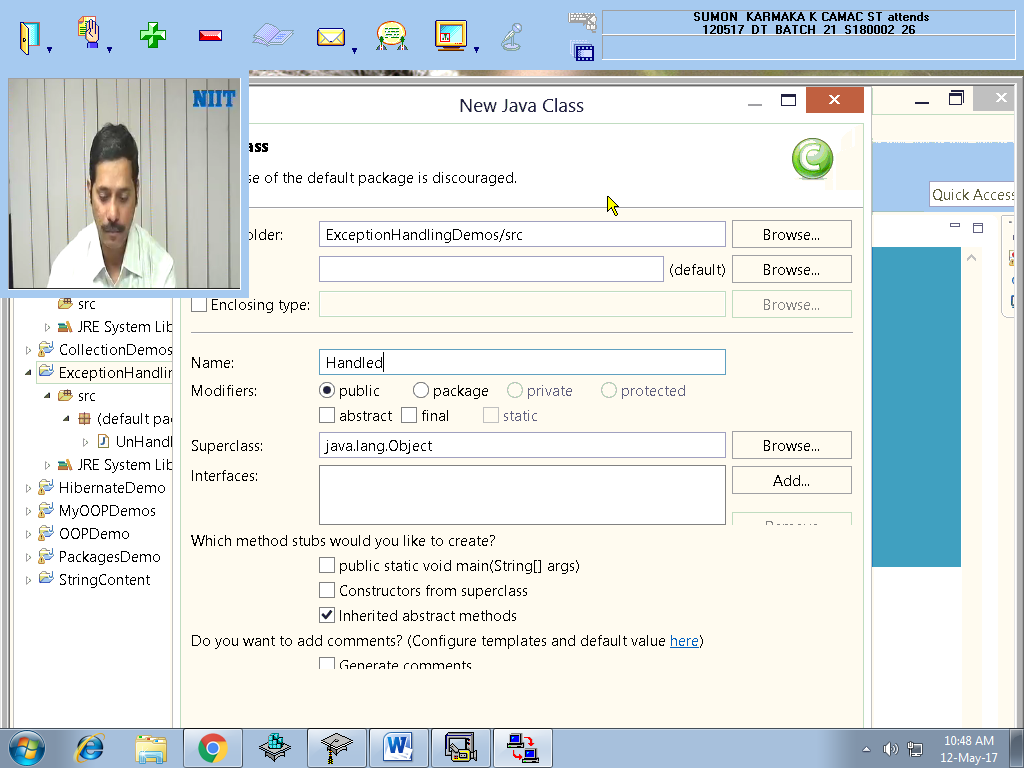 SUMON KARMAKA K CAMAC ST attends
120517 DT BATCH 21 S180002 26
NIIT
New Java Class
ass
se of the default package is discouraged.
Quick Access
older:
ExceptionHandlingDemos/src
Browse...
(default)
Browse...
Enclosing type:
Browse...
Name:
Handled
Modifiers:
public
package
private
protected
abstract
final
static
Superclass:
java.lang.Object
Browse...
Interfaces:
Add...
Remove
Which method stubs would you like to create?
public static void main(String[] args)
Constructors from superclass
Inherited abstract methods
Do you want to add comments? (Configure templates and default value here)
Generate comments
src
JRE System Lib
CollectionDemos
ExceptionHandlin
src
(default pa
UnHandl
JRE System Lib
HibernateDemo
MyOOPDemos
OOPDemo
PackagesDemo
StringContent
10:48 AM
12-May-17